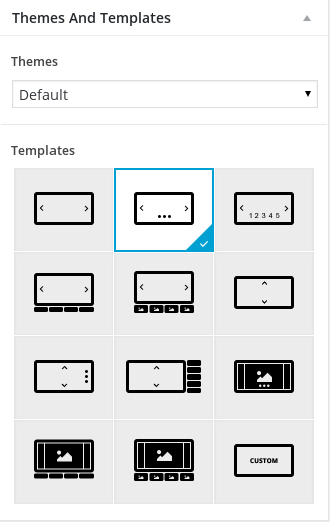 Themes And Templates
Themes
Default
Templates
1 2 3 4 5
CUSTOM